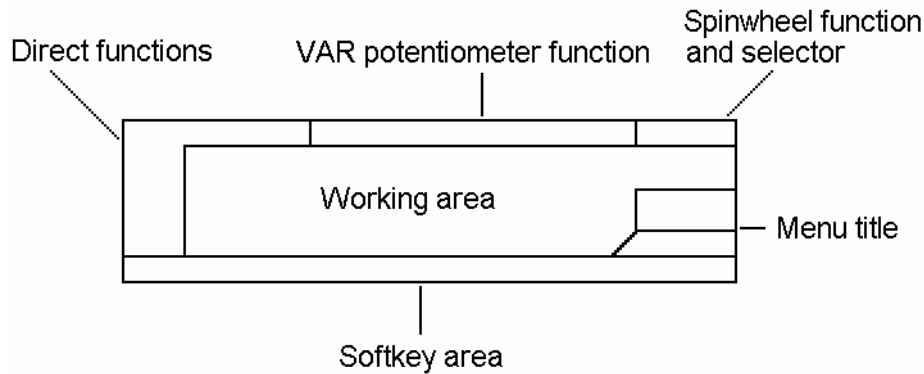 Direct functions
VAR potentiometer function
Spinwheel function
and selector
Working area
Menu title
Softkey area